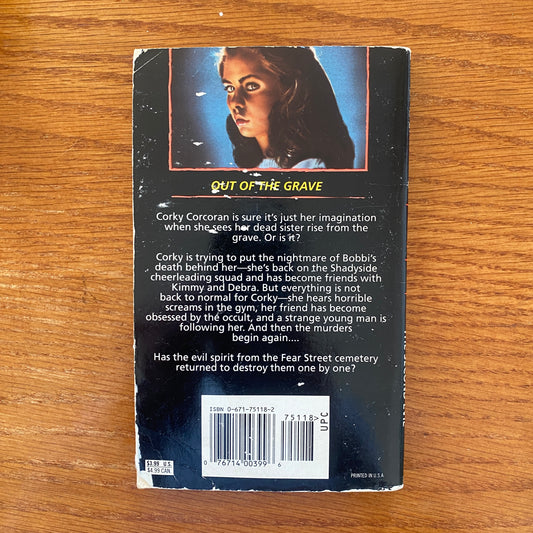 OUT OF THE GRAVE
Corky Corcoran is sure it's just her imagination
when she sees her dead sister rise from the
grave. Or is it?
Corky is trying to put the nightmare of Bobbi's
death behind her—she's back on the Shadyside
cheerleading squad and has become friends with
Kimmy and Debra. But everything is not
back to normal for Corky—she hears horrible
screams in the gym, her friend has become
obsessed by the occult, and a strange young man is
following her. And then the murders
begin again....
Has the evil spirit from the Fear Street cemetery
returned to destroy them one by one?
ISBN 0-671-75118-2
75118
UPC
0 76714 00399 6
$3.99 U.S.
$4.99 CAN.
PRINTED IN U.S.A.